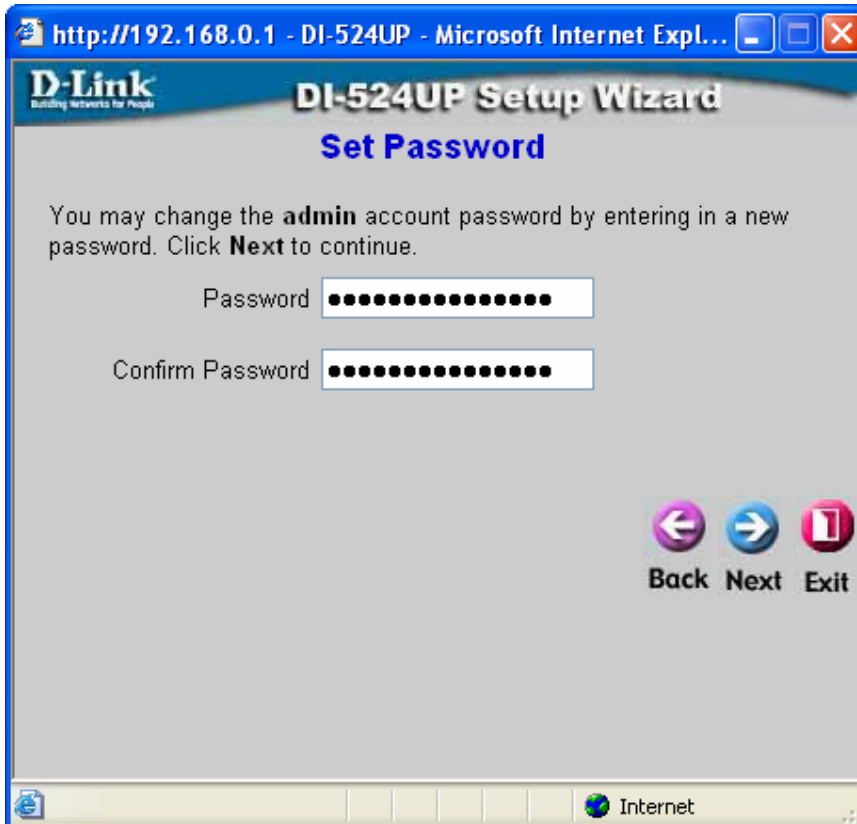 http://192.168.0.1 - DI-524UP - Microsoft Internet Expl...
D-Link
Building Networks for People
DI-524UP Setup Wizard
Set Password
You may change the admin account password by entering in a new
password. Click Next to continue.
Password ●●●●●●●●●●●●●●●
Confirm Password ●●●●●●●●●●●●●●●
Back Next Exit
Internet